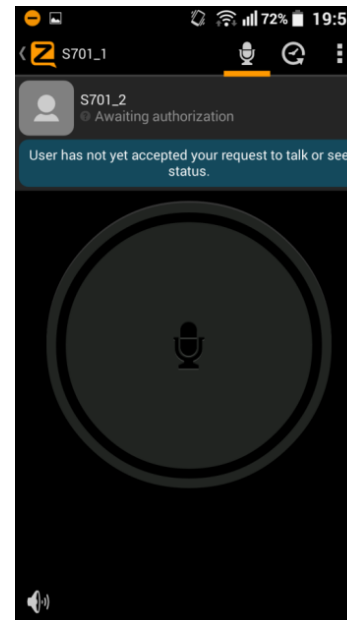 72% 19:5
S701_1
S701_2
Awaiting authorization
User has not yet accepted your request to talk or see
status.